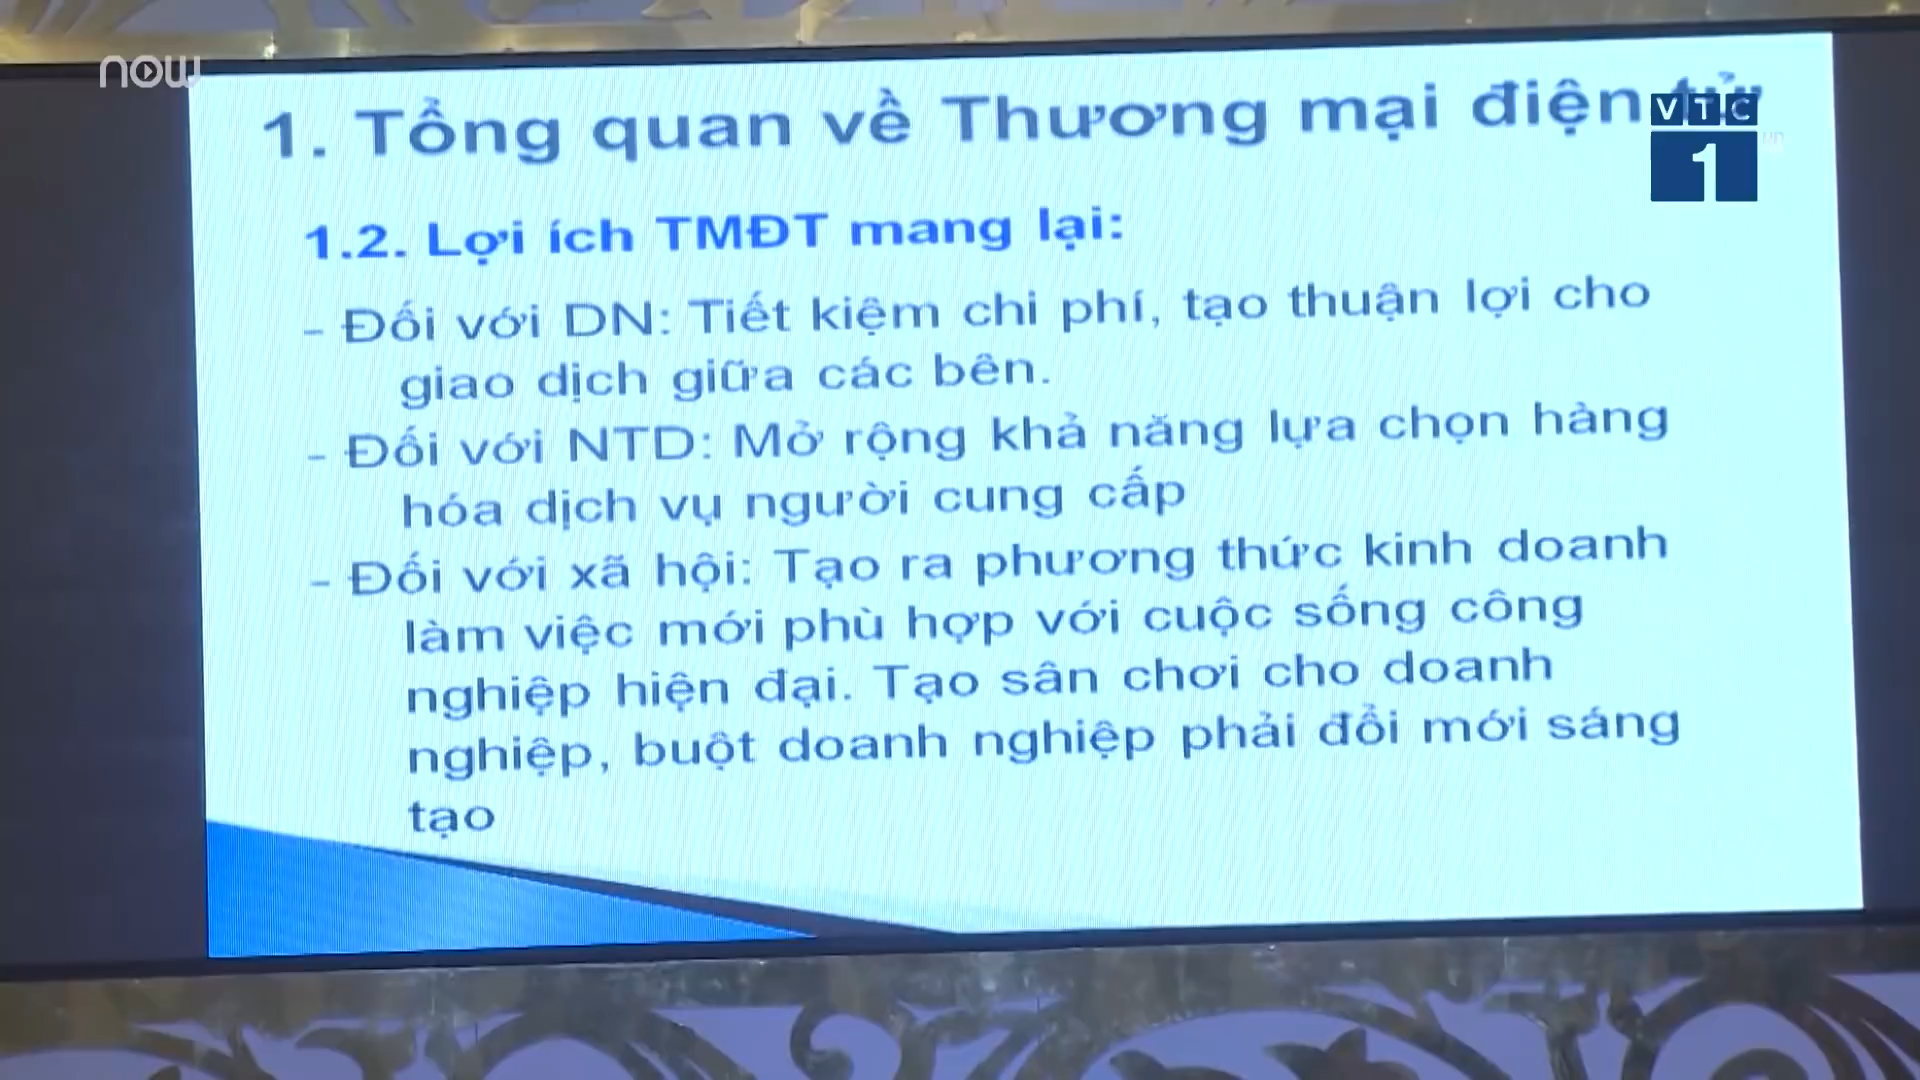 now
VTC
1
1. Tổng quan về Thương mại điện tử
1.2. Lợi ích TMĐT mang lại:
- Đối với DN: Tiết kiệm chi phí, tạo thuận lợi cho
giao dịch giữa các bên.
- Đối với NTD: Mở rộng khả năng lựa chọn hàng
hóa dịch vụ người cung cấp
- Đối với xã hội: Tạo ra phương thức kinh doanh
làm việc mới phù hợp với cuộc sống công
nghiệp hiện đại. Tạo sân chơi cho doanh
nghiệp, buột doanh nghiệp phải đổi mới sáng
tạo